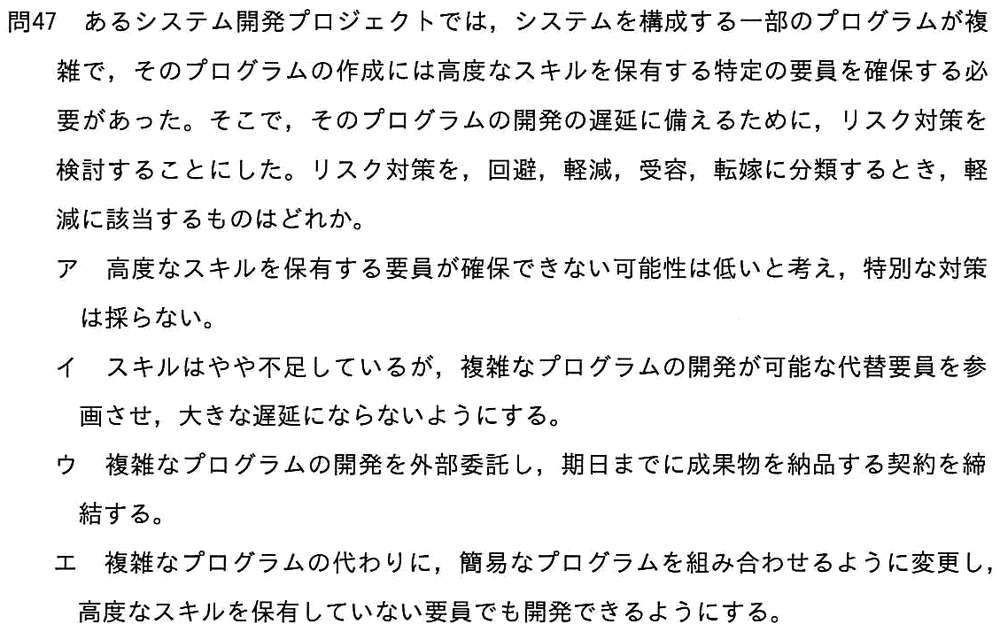 問47 あるシステム開発プロジェクトでは，システムを構成する一部のプログラムが複
雑で，そのプログラムの作成には高度なスキルを保有する特定の要員を確保する必
要があった。そこで，そのプログラムの開発の遅延に備えるために，リスク対策を
検討することにした。リスク対策を，回避，軽減，受容，転嫁に分類するとき，軽
減に該当するものはどれか。
ア 高度なスキルを保有する要員が確保できない可能性は低いと考え，特別な対策
は採らない。
イ スキルはやや不足しているが，複雑なプログラムの開発が可能な代替要員を参
画させ，大きな遅延にならないようにする。
ウ 複雑なプログラムの開発を外部委託し，期日までに成果物を納品する契約を締
結する。
エ 複雑なプログラムの代わりに，簡易なプログラムを組み合わせるように変更し，
高度なスキルを保有していない要員でも開発できるようにする。